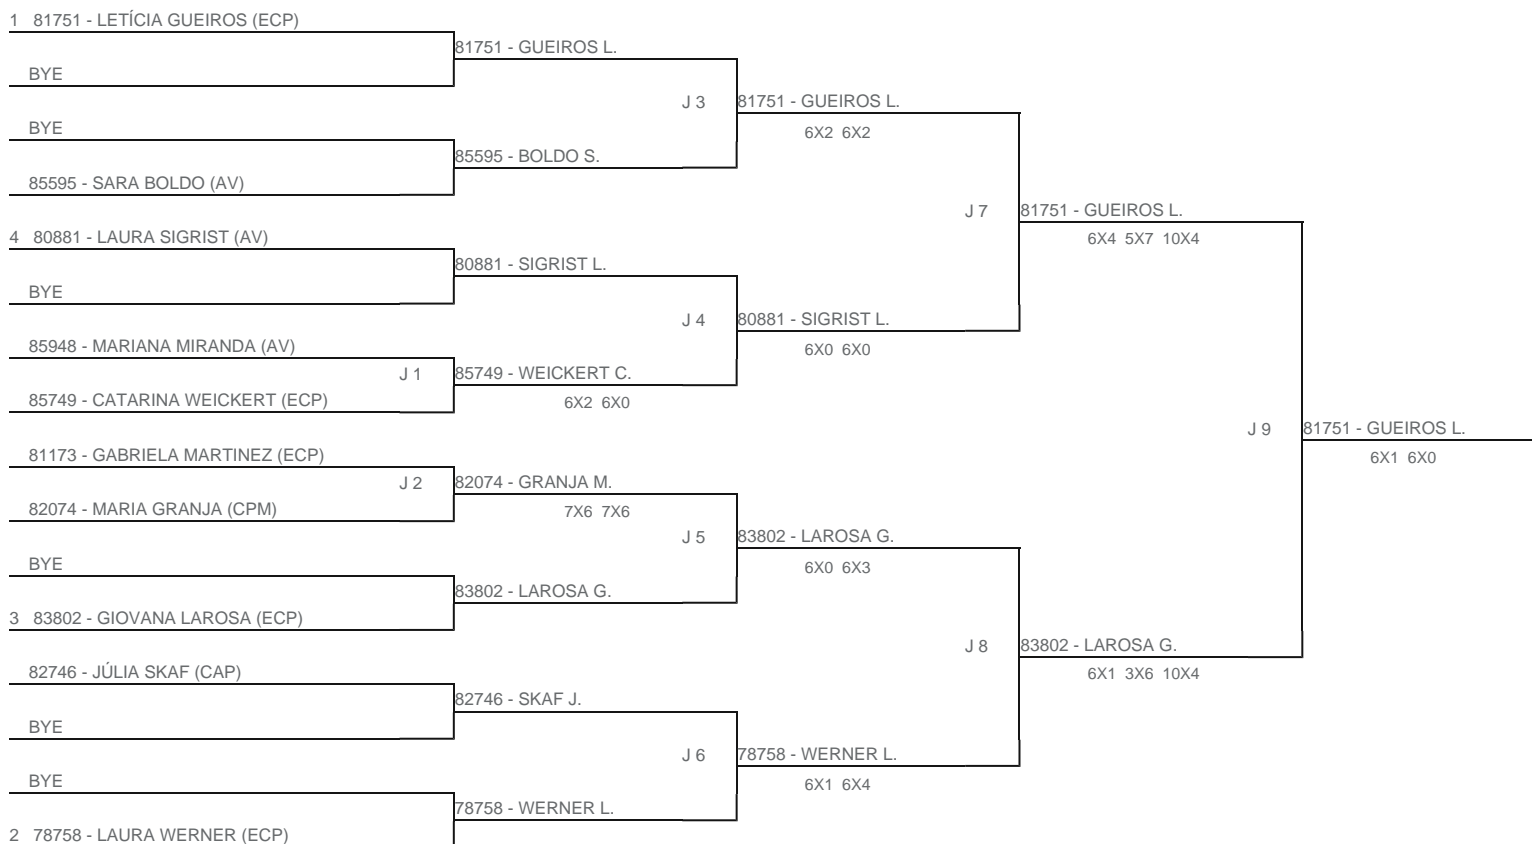 1 81751 - LETÍCIA GUEIROS (ECP)
81751 - GUEIROS L.
BYE
J 3
81751 - GUEIROS L.
6X2 6X2
BYE
85595 - BOLDO S.
85595 - SARA BOLDO (AV)
J 7
81751 - GUEIROS L.
6X4 5X7 10X4
4 80881 - LAURA SIGRIST (AV)
80881 - SIGRIST L.
BYE
J 4
80881 - SIGRIST L.
6X0 6X0
85948 - MARIANA MIRANDA (AV)
J 1
85749 - WEICKERT C.
6X2 6X0
85749 - CATARINA WEICKERT (ECP)
J 9
81751 - GUEIROS L.
6X1 6X0
81173 - GABRIELA MARTINEZ (ECP)
J 2
82074 - GRANJA M.
7X6 7X6
82074 - MARIA GRANJA (CPM)
J 5
83802 - LAROSA G.
6X0 6X3
BYE
83802 - LAROSA G.
3 83802 - GIOVANA LAROSA (ECP)
J 8
83802 - LAROSA G.
6X1 3X6 10X4
82746 - JÚLIA SKAF (CAP)
82746 - SKAF J.
BYE
J 6
78758 - WERNER L.
6X1 6X4
BYE
78758 - WERNER L.
2 78758 - LAURA WERNER (ECP)